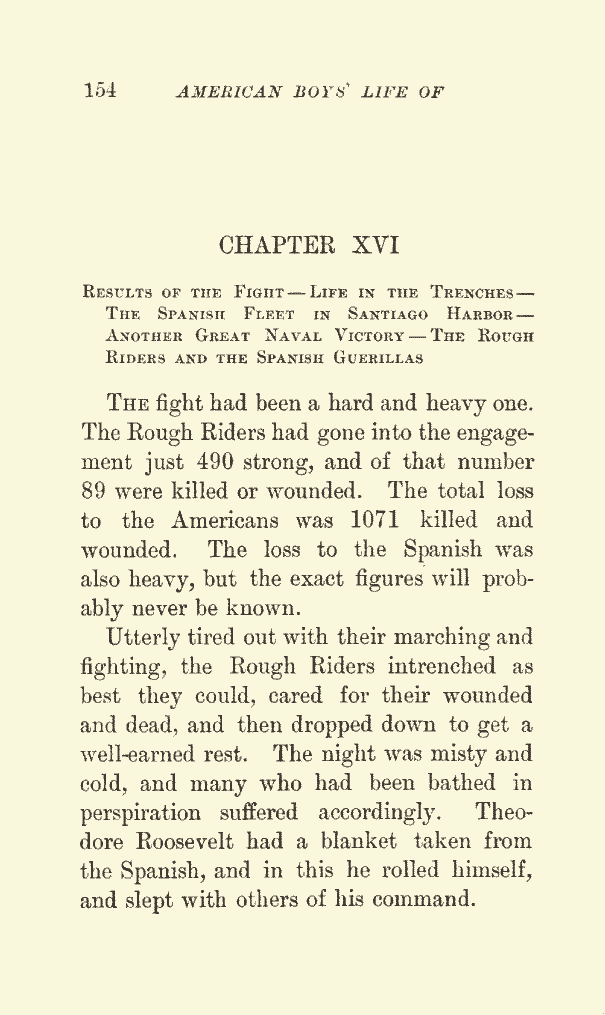 154 AMERICAN BOYS' LIFE OF
CHAPTER XVI
RESULTS OF THE FIGHT — LIFE IN THE TRENCHES —
THE SPANISH FLEET IN SANTIAGO HARBOR —
ANOTHER GREAT NAVAL VICTORY — THE ROUGH
RIDERS AND THE SPANISH GUERILLAS
THE fight had been a hard and heavy one.
The Rough Riders had gone into the engage-
ment just 490 strong, and of that number
89 were killed or wounded. The total loss
to the Americans was 1071 killed and
wounded. The loss to the Spanish was
also heavy, but the exact figures will prob-
ably never be known.
Utterly tired out with their marching and
fighting, the Rough Riders intrenched as
best they could, cared for their wounded
and dead, and then dropped down to get a
well-earned rest. The night was misty and
cold, and many who had been bathed in
perspiration suffered accordingly. Theo-
dore Roosevelt had a blanket taken from
the Spanish, and in this he rolled himself,
and slept with others of his command.